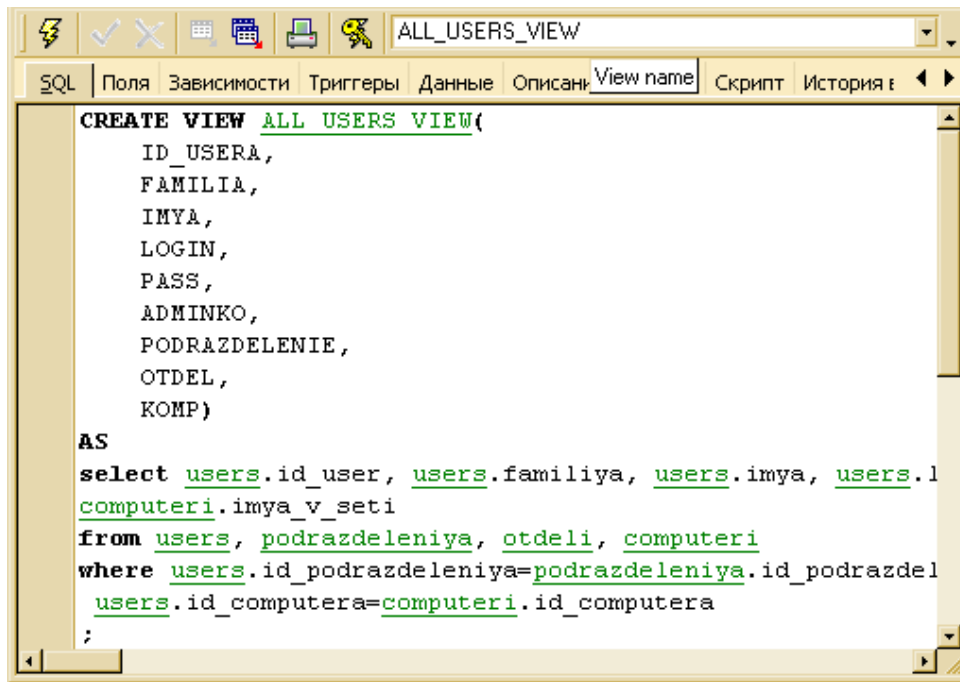 ALL_USERS_VIEW
SQL Поля Зависимости Триггеры Данные Описани View name Скрипт История в
CREATE VIEW ALL_USERS_VIEW(
ID_USERA,
FAMILIA,
IMYA,
LOGIN,
PASS,
ADMINKO,
PODRAZDELENIE,
OTDEL,
KOMP)
AS
select users.id_user, users.familiya, users.imya, users.l
computeri.imya_v_seti
from users, podrazdeleniya, otdeli, computeri
where users.id_podrazdeleniya=podrazdeleniya.id_podrazdel
users.id_computera=computeri.id_computera
;